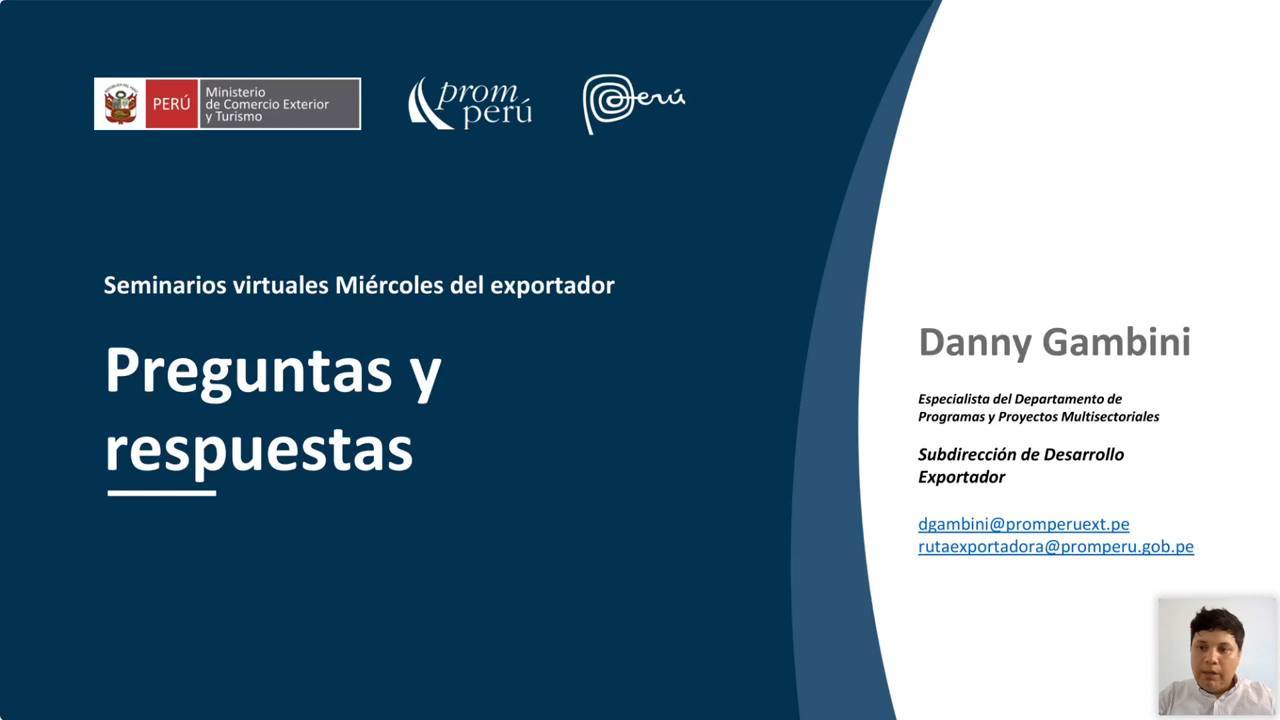 PERÚ
Ministerio
de Comercio Exterior
y Turismo
prom
perú
Perú
Seminarios virtuales Miércoles del exportador
Preguntas y
respuestas
Danny Gambini
Especialista del Departamento de
Programas y Proyectos Multisectoriales
Subdirección de Desarrollo
Exportador
dgambini@promperuext.pe
rutaexportadora@promperu.gob.pe